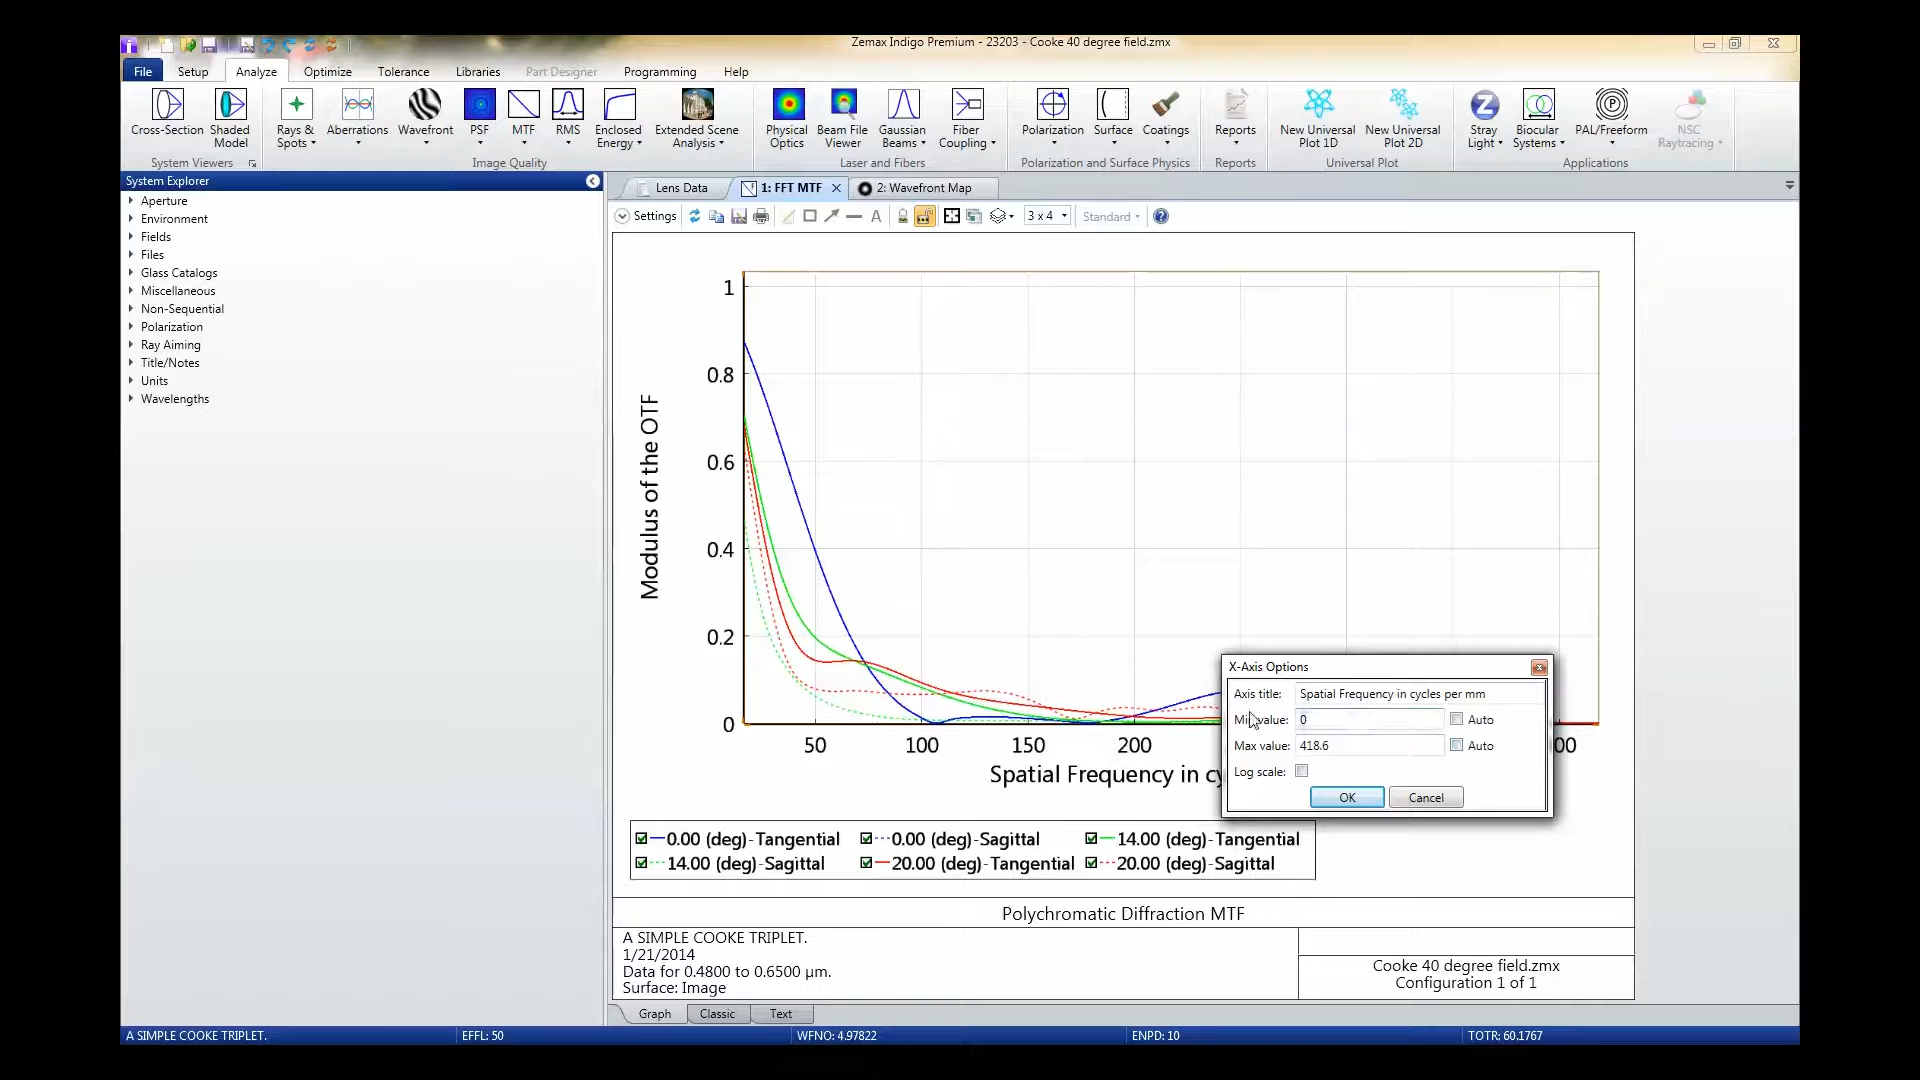 Zemax Indigo Premium - 23203 - Cooke 40 degree field.zmx
File Setup Analyze Optimize Tolerance Libraries Part Designer Programming Help
Cross-Section Shaded Model Rays & Spots Aberrations Wavefront PSF MTF RMS Enclosed Energy Extended Scene Analysis Physical Optics Beam File Viewer Gaussian Beams Fiber Coupling Polarization Surface Coatings Reports New Universal Plot 1D New Universal Plot 2D Stray Light Biocular Systems PAL/Freeform NSC Raytracing
System Viewers Image Quality Laser and Fibers Polarization and Surface Physics Reports Universal Plot Applications
System Explorer
Aperture
Environment
Fields
Files
Glass Catalogs
Miscellaneous
Non-Sequential
Polarization
Ray Aiming
Title/Notes
Units
Wavelengths
Lens Data 1: FFT MTF 2: Wavefront Map
Settings A 3 x 4 Standard
1
0.8
0.6
0.4
0.2
0
Modulus of the OTF
50 100 150 200 00
Spatial Frequency in cy
X-Axis Options
Axis title: Spatial Frequency in cycles per mm
Min value: 0 Auto
Max value: 418.6 Auto
Log scale:
OK Cancel
0.00 (deg)-Tangential 0.00 (deg)-Sagittal 14.00 (deg)-Tangential
14.00 (deg)-Sagittal 20.00 (deg)-Tangential 20.00 (deg)-Sagittal
Polychromatic Diffraction MTF
A SIMPLE COOKE TRIPLET.
1/21/2014
Data for 0.4800 to 0.6500 µm.
Surface: Image
Cooke 40 degree field.zmx
Configuration 1 of 1
Graph Classic Text
A SIMPLE COOKE TRIPLET. EFFL: 50 WFNO: 4.97822 ENPD: 10 TOTR: 60.1767